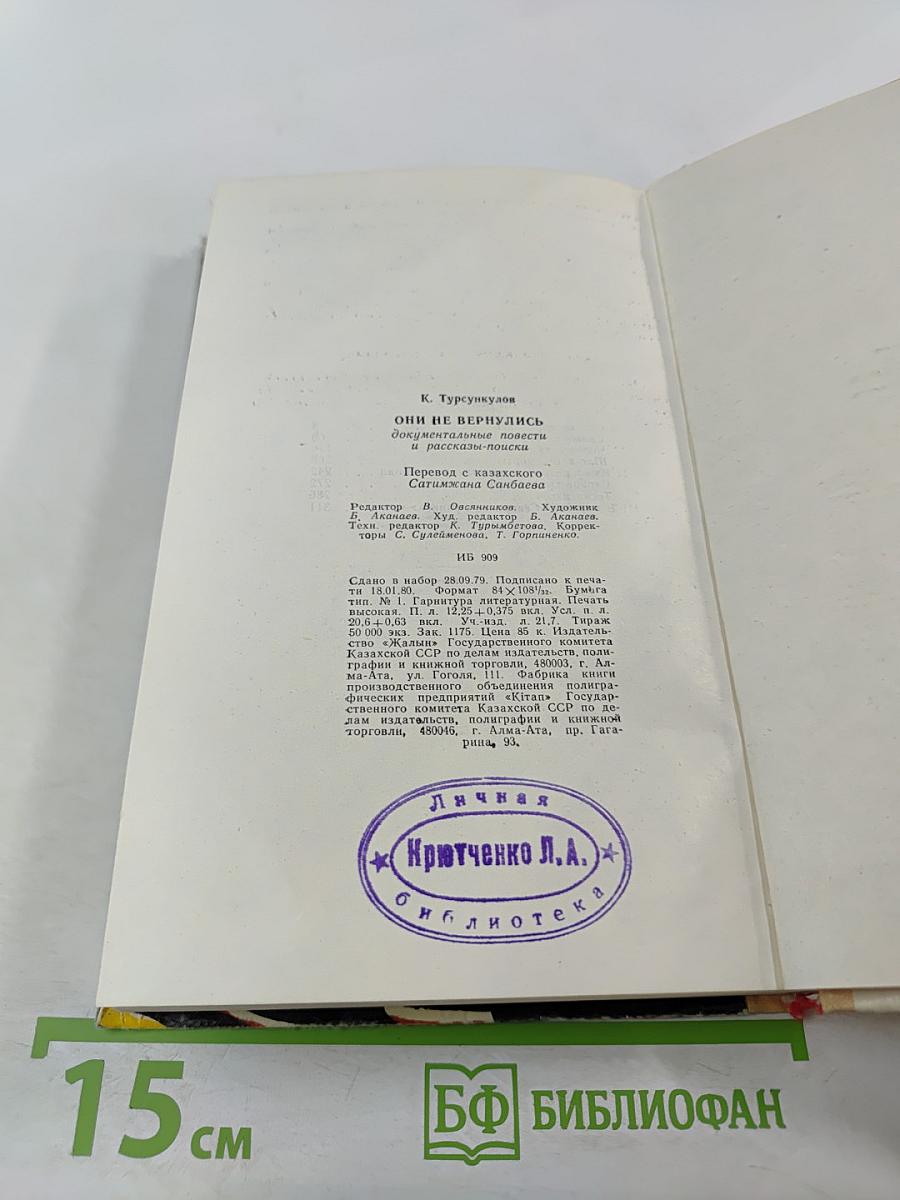 К. Турсункулов
ОНИ НЕ ВЕРНУЛИСЬ
документальные повести
и рассказы-поиски
Перевод с казахского
Сатимжана Санбаева
Редактор В. Овсянников. Художник
Б. Аканаев. Худ. редактор Б. Аканаев.
Техн. редактор К. Турымбетова. Коррек-
торы С. Сулейменова, Т. Горпиненко.
ИБ 909
Сдано в набор 28.09.79. Подписано к печа-
ти 18.01.80. Формат 84×108¹/₃₂. Бумага
тип. № 1. Гарнитура литературная. Печать
высокая. П. л. 12,25+0,375 вкл. Усл. п. л.
20,6+0,63 вкл. Уч.-изд. л. 21,7. Тираж
50 000 экз. Зак. 1175. Цена 85 к. Издатель-
ство «Жалын» Государственного комитета
Казахской ССР по делам издательств, поли-
графии и книжной торговли, 480003, г. Ал-
ма-Ата, ул. Гоголя, 111. Фабрика книги
производственного объединения полигра-
фических предприятий «Кітап» Государ-
ственного комитета Казахской ССР по де-
лам издательств, полиграфии и книжной
торговли, 480046, г. Алма-Ата, пр. Гага-
рина, 93.
Личная
Крютченко Л.А.
библиотека
15 см
БФ БИБЛИОФАН